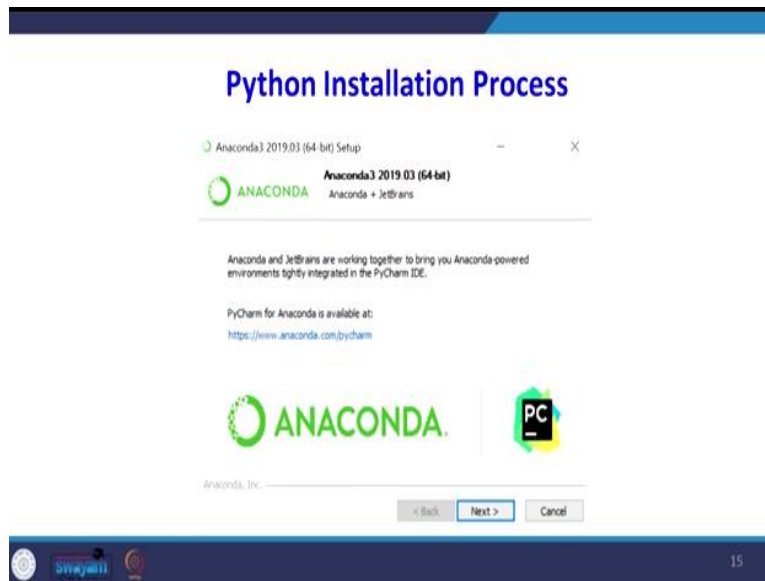 Python Installation Process
Anaconda3 2019.03 (64-bit) Setup
Anaconda3 2019.03 (64-bit)
ANACONDA
Anaconda + JetBrains
Anaconda and JetBrains are working together to bring you Anaconda-powered
environments tightly integrated in the PyCharm IDE.
PyCharm for Anaconda is available at:
https://www.anaconda.com/pycharm
ANACONDA.
PC
Anaconda, Inc.
< Back Next > Cancel
swayam
15